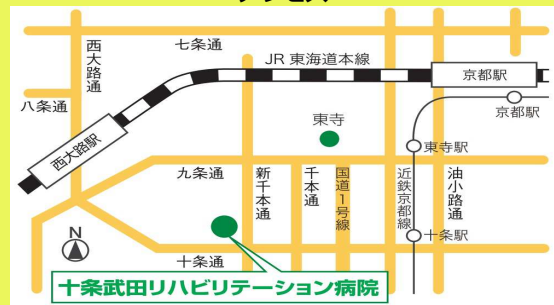 西大路通
七条通
JR 東海道本線
京都駅
八条通
京都駅
西大路駅
東寺
東寺駅
九条通
新千本通
千本通
国道1号線
近鉄京都線
油小路通
N
十条駅
十条通
十条武田リハビリテーション病院